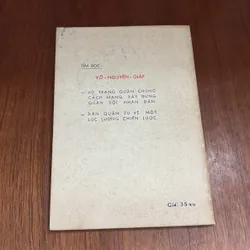 TÌM ĐỌC:
VÕ-NGUYÊN-GIÁP
— VŨ TRANG QUẦN CHÚNG
CÁCH MẠNG, XÂY DỰNG
QUÂN ĐỘI NHÂN DÂN.
— DÂN QUÂN TỰ VỆ MỘT
LỰC LƯỢNG CHIẾN LƯỢC.
Giá: 35 xu